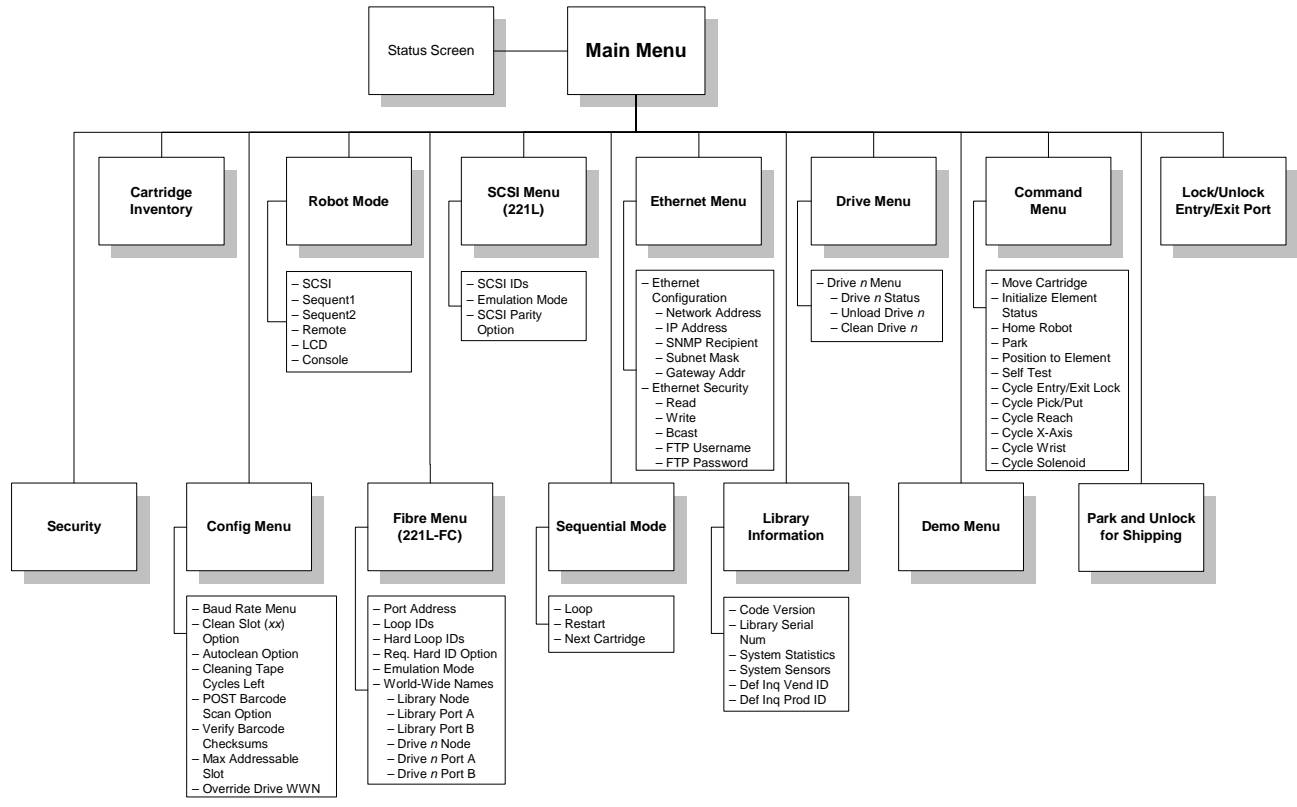 Status Screen
Main Menu
Cartridge
Inventory
Robot Mode
– SCSI
– Sequent1
– Sequent2
– Remote
– LCD
– Console
SCSI Menu
(221L)
– SCSI IDs
– Emulation Mode
– SCSI Parity
Option
Ethernet Menu
– Ethernet
Configuration
– Network Address
– IP Address
– SNMP Recipient
– Subnet Mask
– Gateway Addr
– Ethernet Security
– Read
– Write
– Bcast
– FTP Username
– FTP Password
Drive Menu
– Drive n Menu
– Drive n Status
– Unload Drive n
– Clean Drive n
Command
Menu
– Move Cartridge
– Initialize Element
Status
– Home Robot
– Park
– Position to Element
– Self Test
– Cycle Entry/Exit Lock
– Cycle Pick/Put
– Cycle Reach
– Cycle X-Axis
– Cycle Wrist
– Cycle Solenoid
Lock/Unlock
Entry/Exit Port
Security
Config Menu
– Baud Rate Menu
– Clean Slot (xx)
Option
– Autoclean Option
– Cleaning Tape
Cycles Left
– POST Barcode
Scan Option
– Verify Barcode
Checksums
– Max Addressable
Slot
– Override Drive WWN
Fibre Menu
(221L-FC)
– Port Address
– Loop IDs
– Hard Loop IDs
– Req. Hard ID Option
– Emulation Mode
– World-Wide Names
– Library Node
– Library Port A
– Library Port B
– Drive n Node
– Drive n Port A
– Drive n Port B
Sequential Mode
– Loop
– Restart
– Next Cartridge
Library
Information
– Code Version
– Library Serial
Num
– System Statistics
– System Sensors
– Def Inq Vend ID
– Def Inq Prod ID
Demo Menu
Park and Unlock
for Shipping